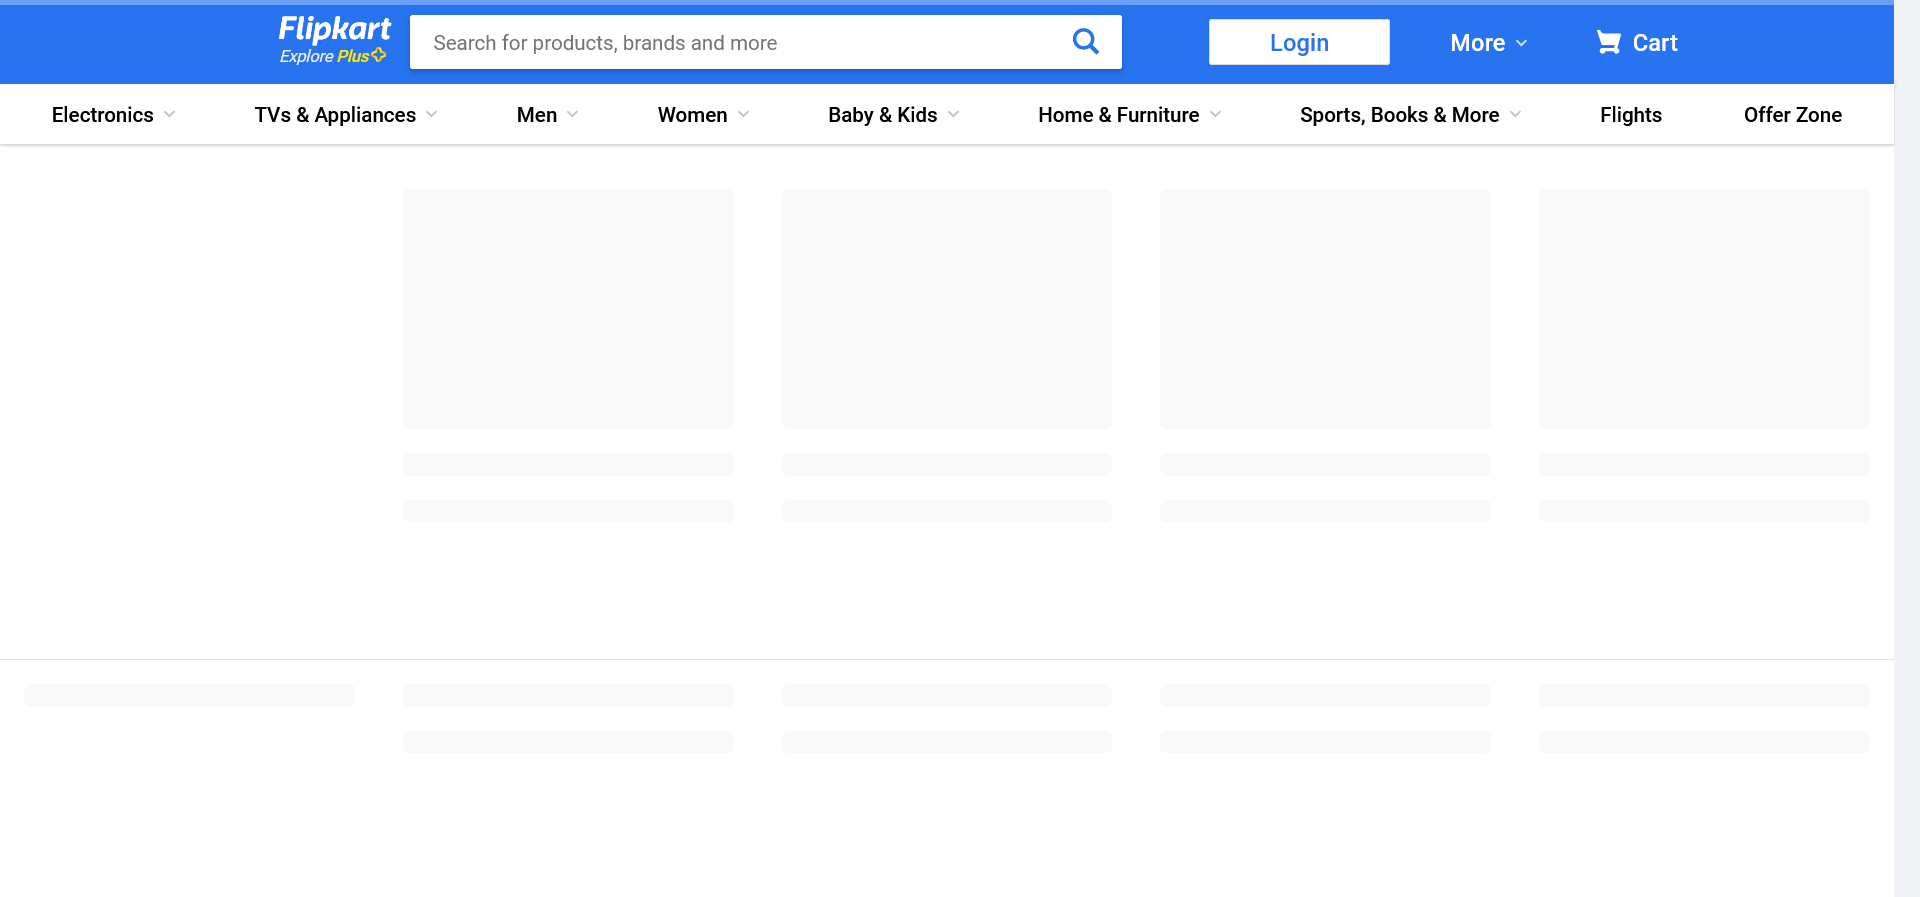 Flipkart
Explore Plus
Search for products, brands and more
Login
More
Cart
Electronics
TVs & Appliances
Men
Women
Baby & Kids
Home & Furniture
Sports, Books & More
Flights
Offer Zone